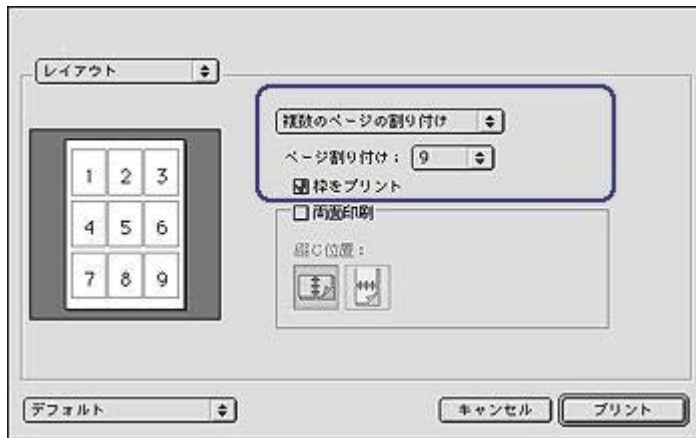 レイアウト
複数のページの割り付け
ページ割り付け： 9
枠をプリント
1 2 3
4 5 6
7 8 9
両面印刷
綴じ位置：
デフォルト
キャンセル プリント